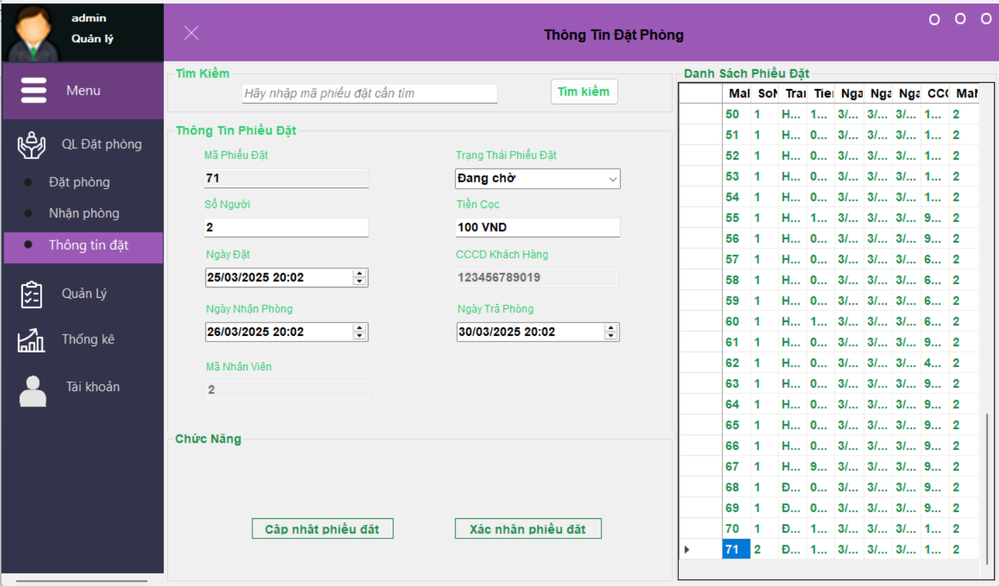 admin
Quản lý
Menu
QL Đặt phòng
Đặt phòng
Nhận phòng
Thông tin đặt
Quản Lý
Thống kê
Tài khoản
Thông Tin Đặt Phòng
Tìm Kiếm
Hãy nhập mã phiếu đặt cần tìm
Tìm kiếm
Thông Tin Phiếu Đặt
Mã Phiếu Đặt
Trạng Thái Phiếu Đặt
71
Đang chờ
Số Người
Tiền Cọc
2
100 VND
Ngày Đặt
CCCD Khách Hàng
25/03/2025 20:02
123456789019
Ngày Nhận Phòng
Ngày Trả Phòng
26/03/2025 20:02
30/03/2025 20:02
Mã Nhân Viên
2
Chức Năng
Cập nhật phiếu đặt
Xác nhận phiếu đặt
Danh Sách Phiếu Đặt
50 1 H... 1... 3/... 3/... 3/... 1... 2
51 1 H... 0... 3/... 3/... 3/... 1... 2
52 1 H... 0... 3/... 3/... 3/... 1... 2
53 1 H... 0... 3/... 3/... 3/... 1... 2
54 1 H... 0... 3/... 3/... 3/... 1... 2
55 1 H... 1... 3/... 3/... 3/... 9... 2
56 1 H... 0... 3/... 3/... 3/... 9... 2
57 1 H... 0... 3/... 3/... 3/... 6... 2
58 1 H... 0... 3/... 3/... 3/... 6... 2
59 1 H... 0... 3/... 3/... 3/... 6... 2
60 1 H... 1... 3/... 3/... 3/... 6... 2
61 1 H... 0... 3/... 3/... 3/... 9... 2
62 1 H... 0... 3/... 3/... 3/... 4... 2
63 1 H... 0... 3/... 3/... 3/... 9... 2
64 1 H... 0... 3/... 3/... 3/... 9... 2
65 1 H... 0... 3/... 3/... 3/... 9... 2
66 1 H... 0... 3/... 3/... 3/... 9... 2
67 1 H... 9... 3/... 3/... 3/... 9... 2
68 1 Đ... 0... 3/... 3/... 3/... 9... 2
69 1 Đ... 0... 3/... 3/... 3/... 9... 2
70 1 Đ... 1... 3/... 3/... 3/... 1... 2
71 2 Đ... 1... 3/... 3/... 3/... 1... 2